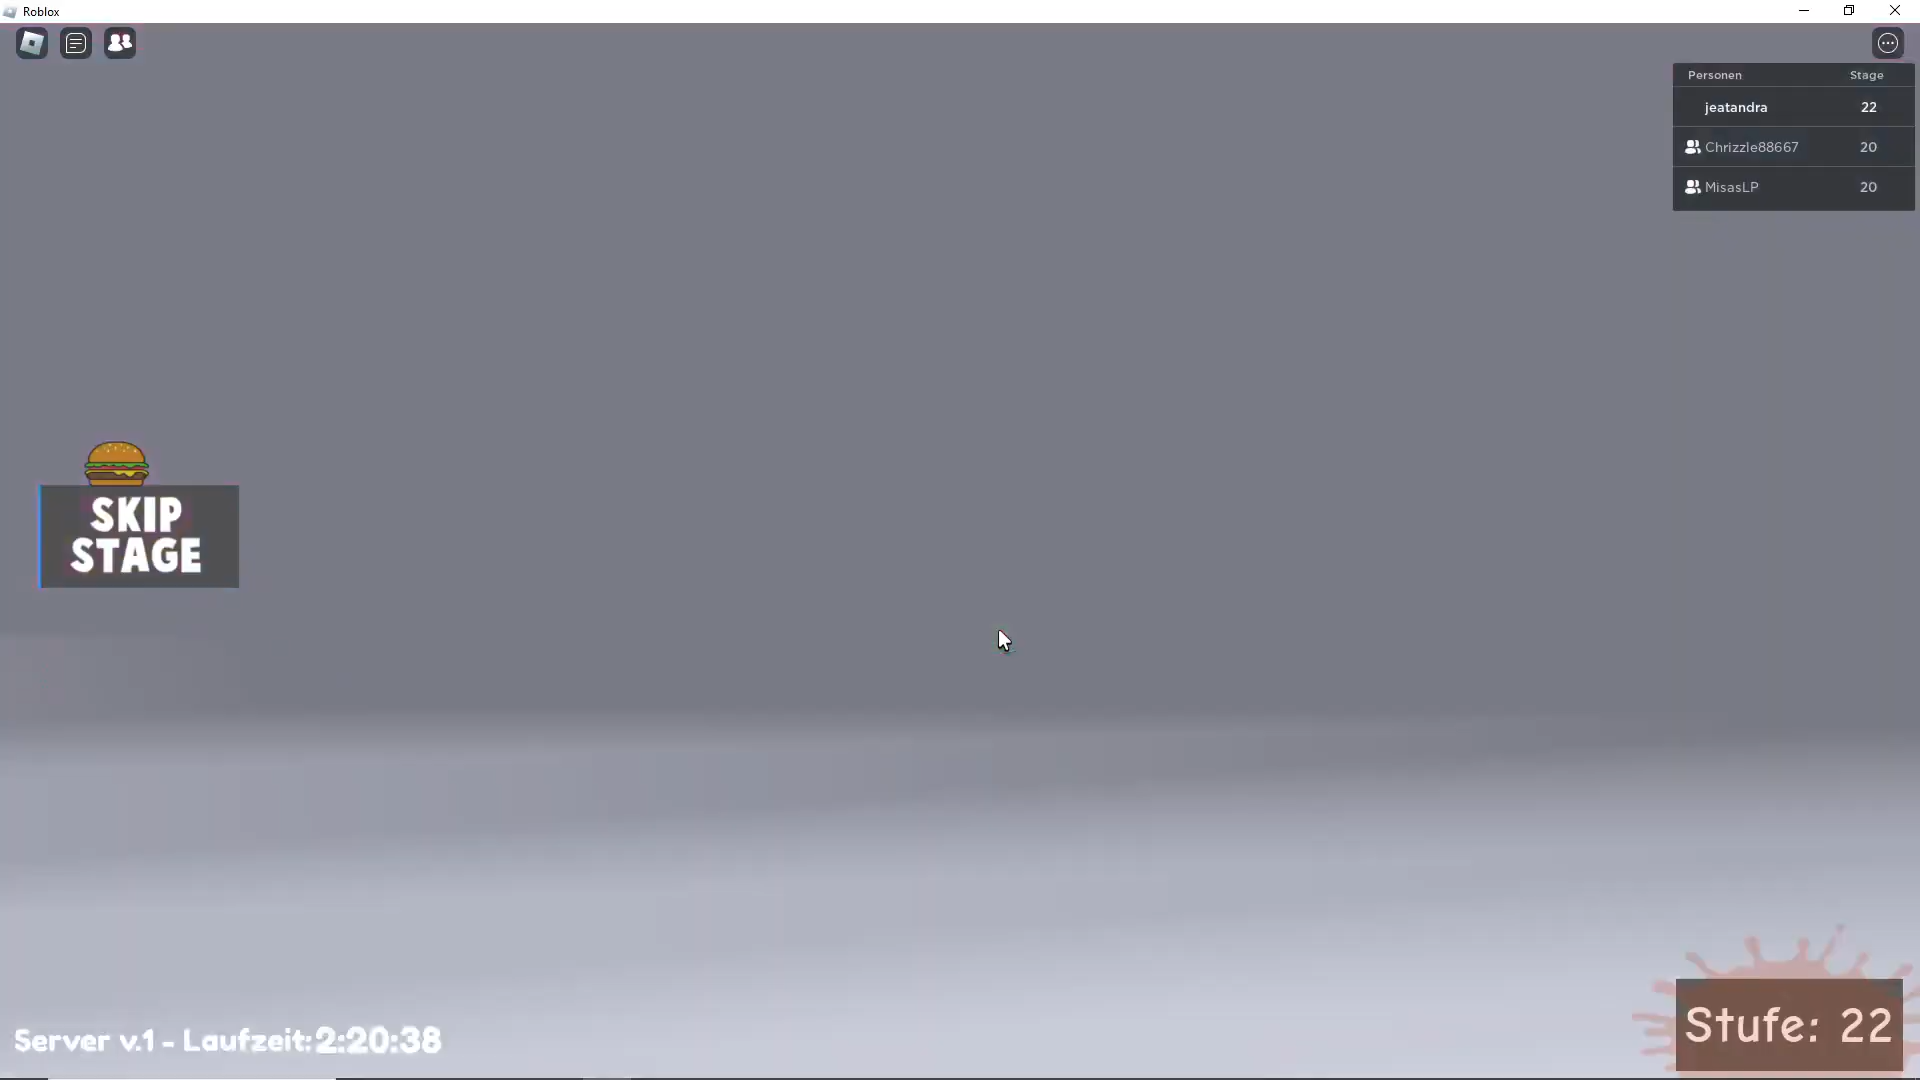 Roblox
Personen Stage
jeatandra 22
Chrizzle88667 20
MisasLP 20
SKIP
STAGE
Server v.1 - Laufzeit: 2:20:38
Stufe: 22